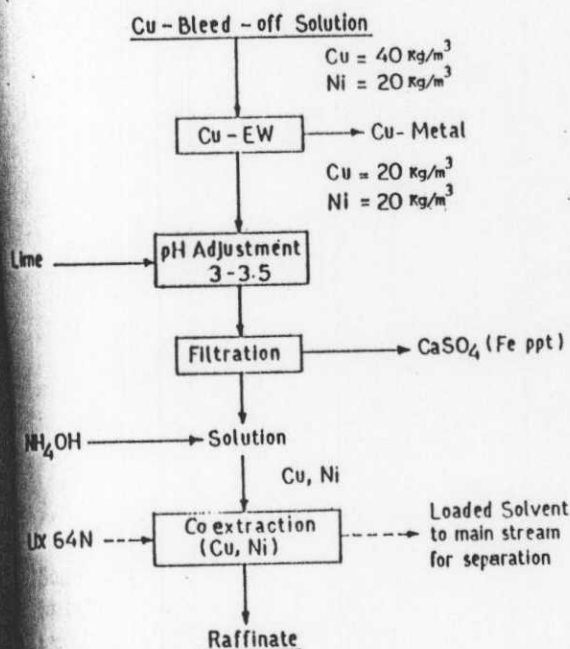 Cu-Bleed-off Solution
Cu = 40 Kg/m³
Ni = 20 Kg/m³
Cu-EW
Cu-Metal
Cu = 20 Kg/m³
Ni = 20 Kg/m³
Lime
pH Adjustment
3-3.5
Filtration
CaSO₄ (Fe ppt)
NH₄OH
Solution
Cu, Ni
LIX 64N
Co extraction
(Cu, Ni)
Loaded Solvent
to main stream
for separation
Raffinate